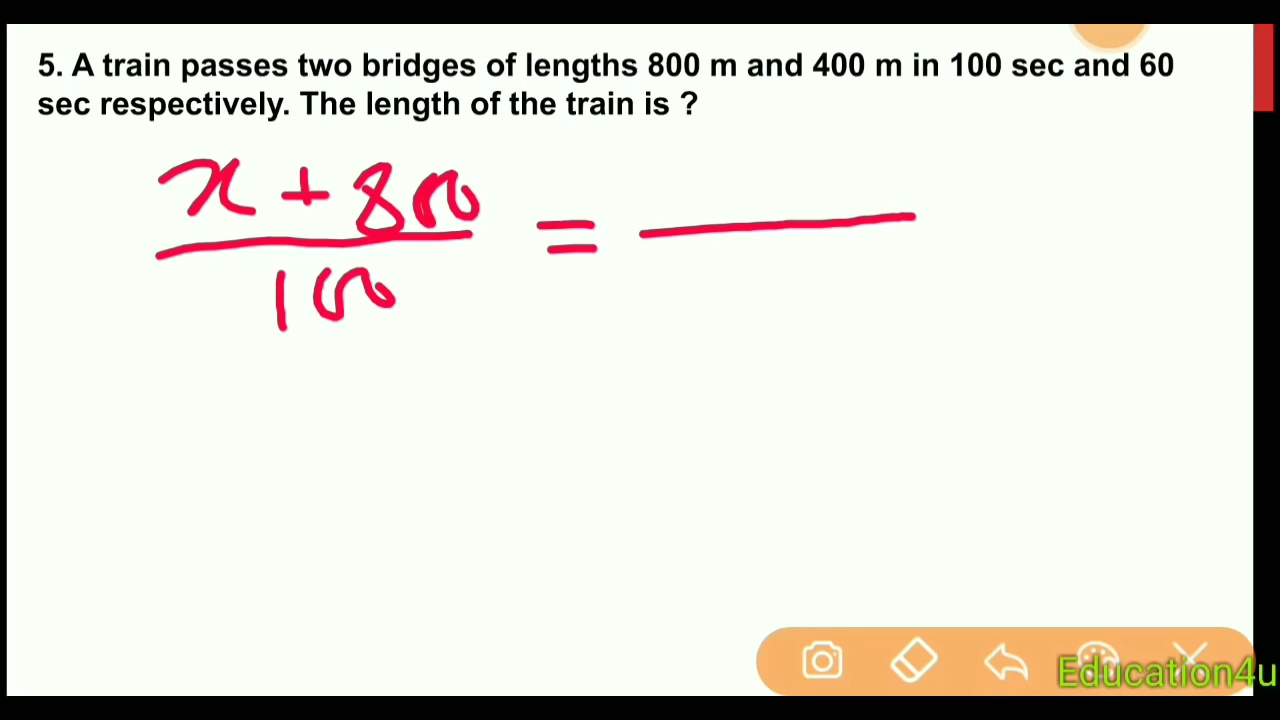 5. A train passes two bridges of lengths 800 m and 400 m in 100 sec and 60
sec respectively. The length of the train is ?
x + 800
=
100
Education4u